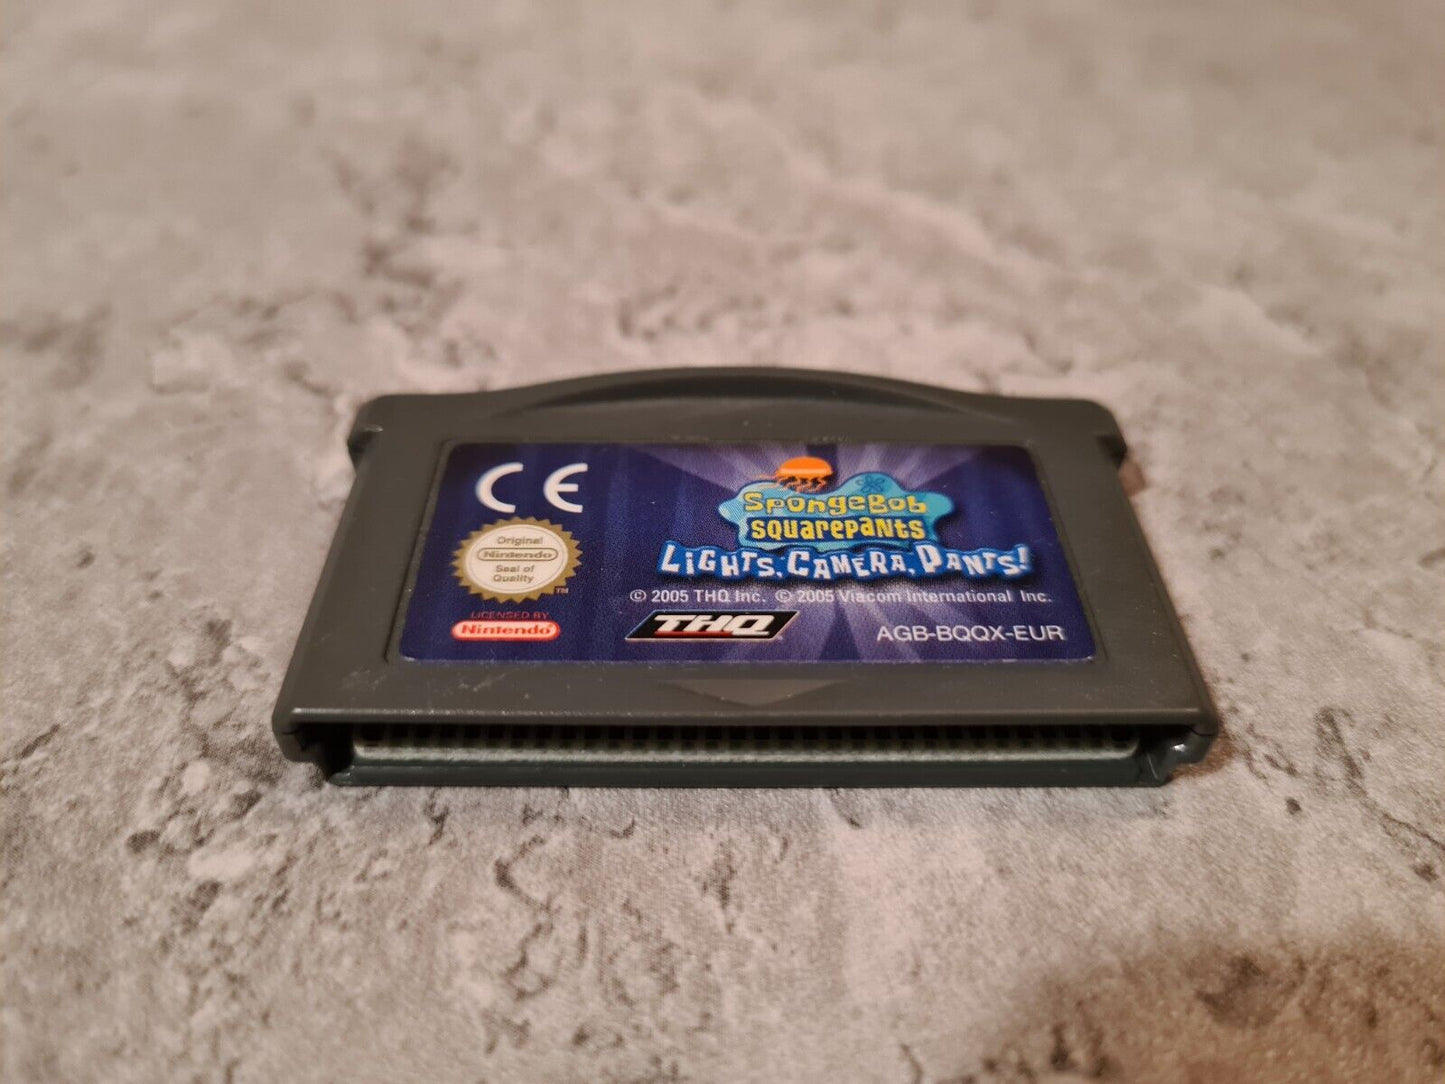 CE
Original
Nintendo
Seal of
Quality
TM
LICENSED BY
Nintendo
SpongeBob
SquarePants
Lights, Camera, Pants!
© 2005 THQ Inc. © 2005 Viacom International Inc.
THQ
AGB-BQQX-EUR